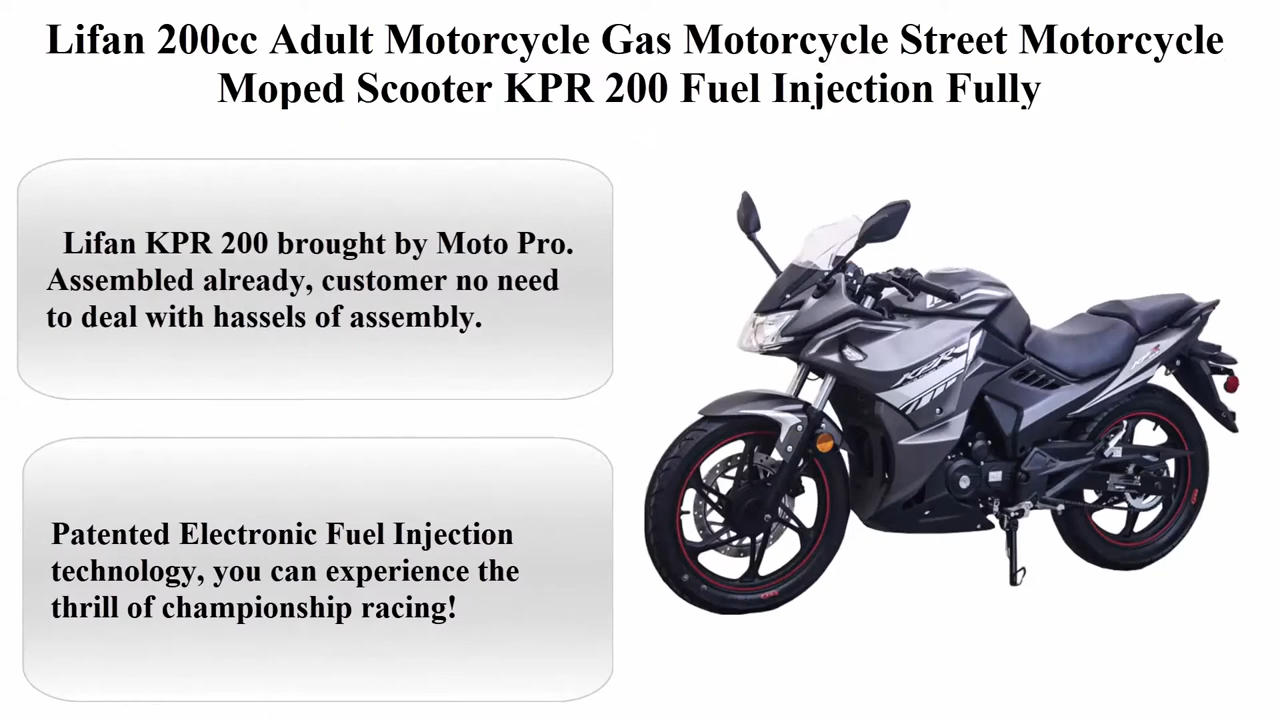 Lifan 200cc Adult Motorcycle Gas Motorcycle Street Motorcycle
Moped Scooter KPR 200 Fuel Injection Fully
Lifan KPR 200 brought by Moto Pro.
Assembled already, customer no need
to deal with hassels of assembly.
Patented Electronic Fuel Injection
technology, you can experience the
thrill of championship racing!
KPR